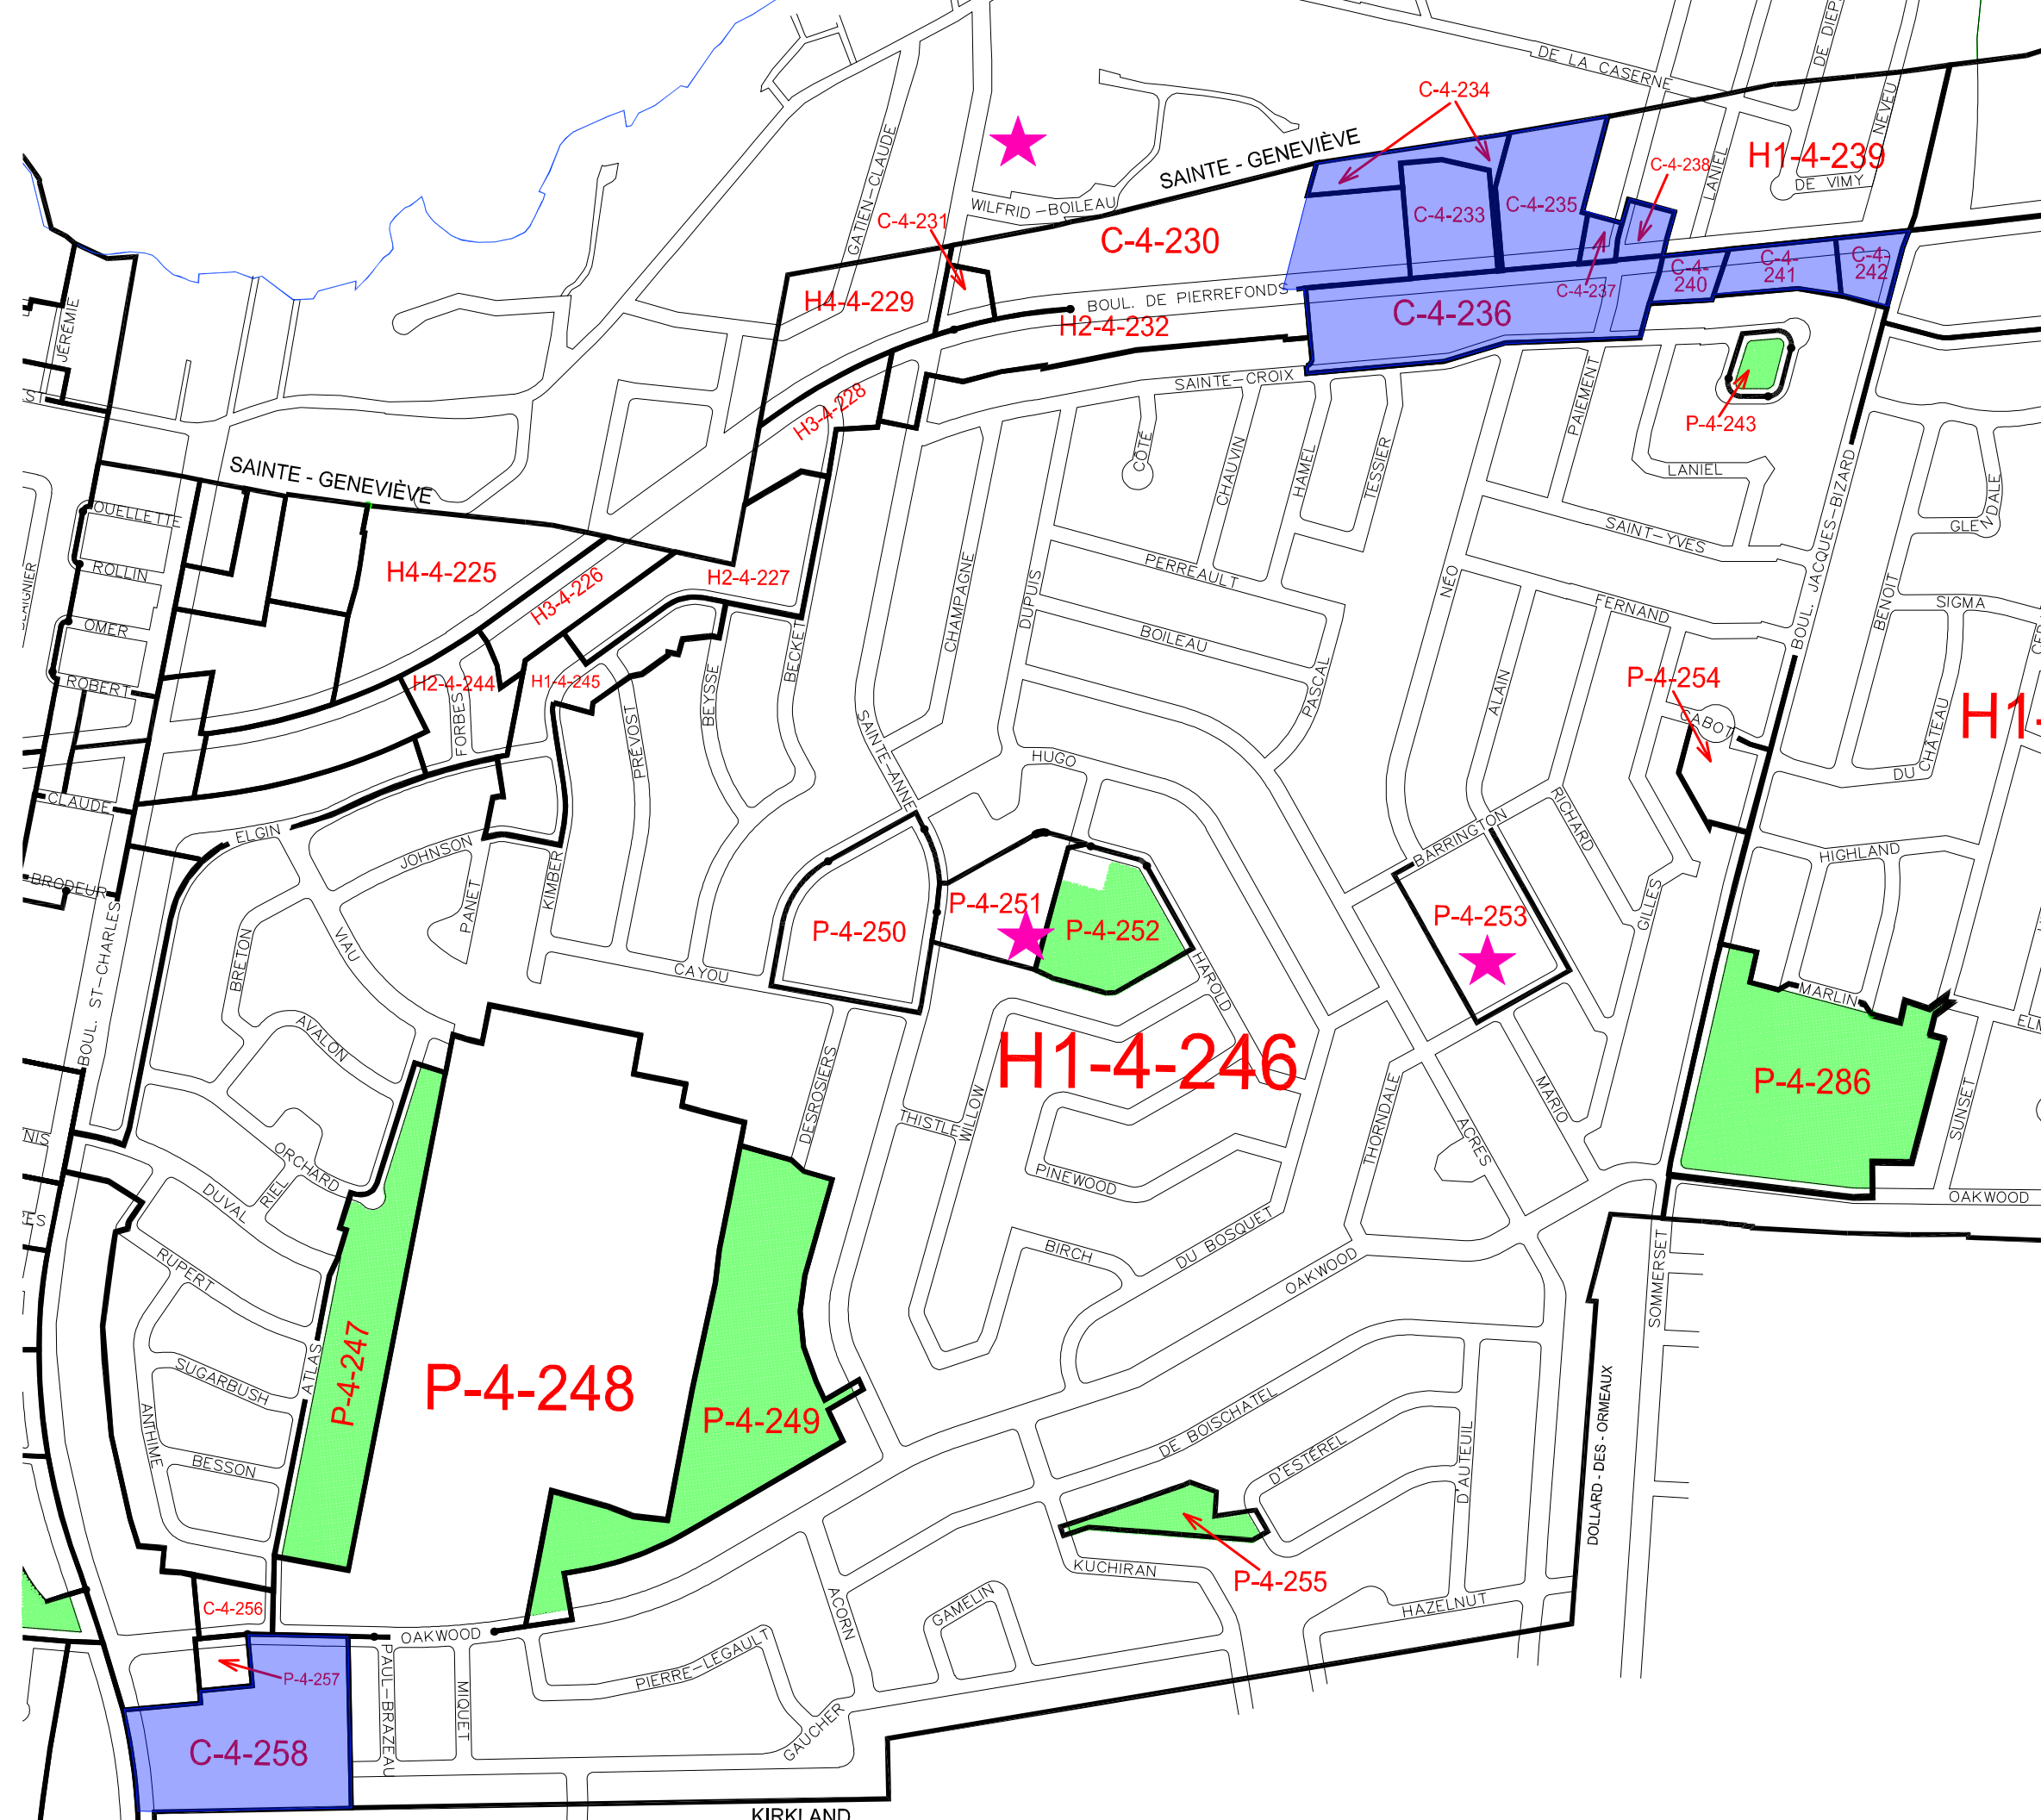 DE LA CASERNE
C-4-234
SAINTE - GENEVIÈVE
GATIEN-CLAUDE
WILFRID-BOILEAU
C-4-231
C-4-230
C-4-233
C-4-235
C-4-238
C-4-237
LANIEL
H1-4-239
DE VIMY
NEVEU
H4-4-229
BOUL. DE PIERREFONDS
H2-4-232
C-4-236
C-4-
240
C-4-
241
C-4-
242
JÉRÉMIE
H3-4-228
SAINTE-CROIX
PAIEMENT
P-4-243
LANIEL
CÔTÉ
CHAUVIN
HAMEL
TESSIER
SAINTE - GENEVIÈVE
OUELLETTE
ROLLIN
OMER
ROBERT
CLAUDE
BRODEUR
H4-4-225
H3-4-226
H2-4-227
H2-4-244
H1-4-245
FORBES
PRÉVOST
BEYSSE
BECKET
CHAMPAGNE
DUPUIS
PERREAULT
BOILEAU
PASCAL
NÉO
SAINT-YVES
FERNAND
ALAIN
BOUL. JACQUES-BIZARD
BENOIT
GLENDALE
SIGMA
DU CHÂTEAU
H1-
P-4-254
CABOT
SAINTE-ANNE
HUGO
BARRINGTON
RICHARD
GILLES
HIGHLAND
ELGIN
JOHNSON
PANET
KIMBER
VIAU
BRETON
AVALON
BOUL. ST-CHARLES
CAYOU
P-4-250
P-4-251
P-4-252
HAROLD
P-4-253
MARLIN
P-4-286
SUNSET
OAKWOOD
H1-4-246
DESROSIERS
THISTLE
WILLOW
PINEWOOD
BIRCH
DU BOSQUET
OAKWOOD
THORNDALE
ACRES
MARIO
SOMMERSET
ORCHARD
RIEL
DUVAL
RUPERT
SUGARBUSH
ATLAS
ANTHIME
BESSON
P-4-247
P-4-248
P-4-249
DE BOISCHATEL
D'ESTÉREL
D'AUTEUIL
DOLLARD - DES - ORMEAUX
P-4-255
KUCHIRAN
HAZELNUT
GAMELIN
ACORN
C-4-256
P-4-257
C-4-258
OAKWOOD
PAUL-BRAZEAU
MIQUET
PIERRE-LEGAULT
GAUCHER
KIRKLAND